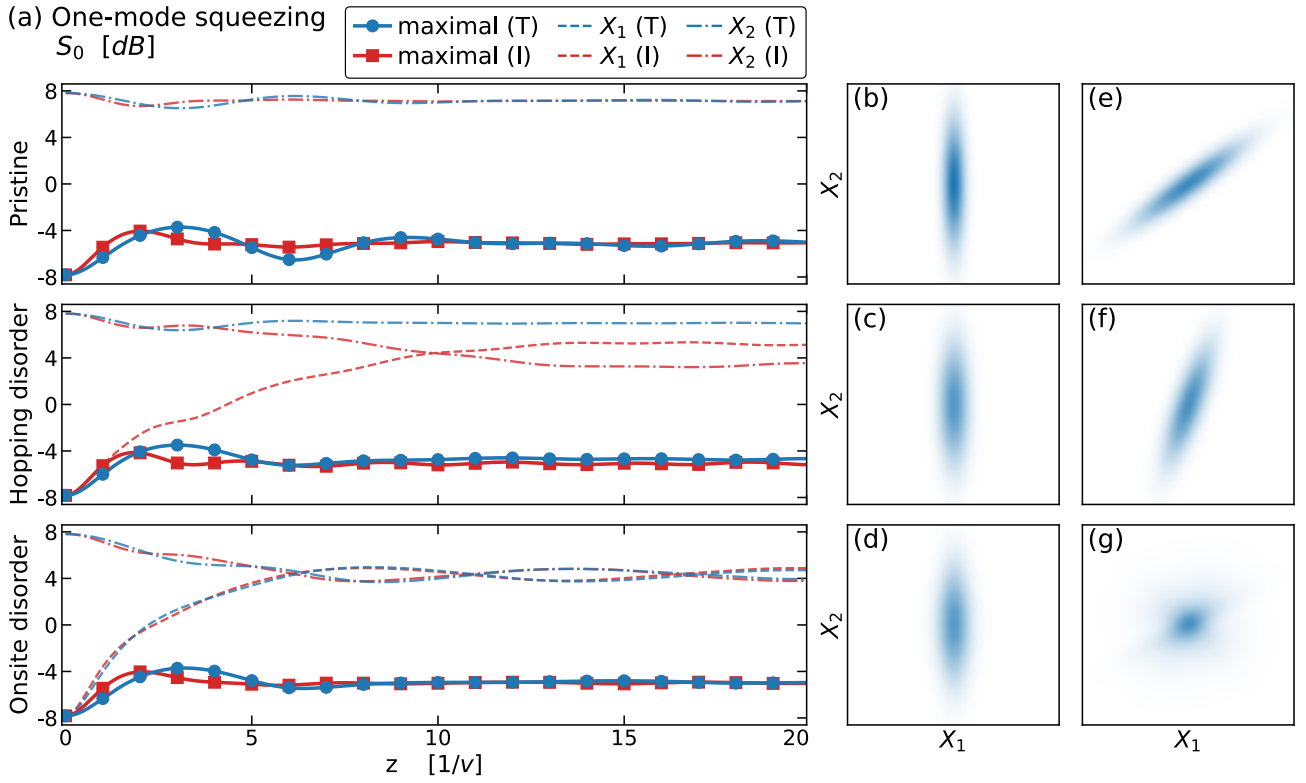 (a) One-mode squeezing
S₀ [dB]
maximal (T)
maximal (I)
X₁ (T)
X₁ (I)
X₂ (T)
X₂ (I)
Pristine
8
4
0
-4
-8
Hopping disorder
8
4
0
-4
-8
Onsite disorder
8
4
0
-4
-8
0 5 10 15 20
z [1/v]
(b)
X₂
(e)
(c)
X₂
(f)
(d)
X₂
X₁
(g)
X₁